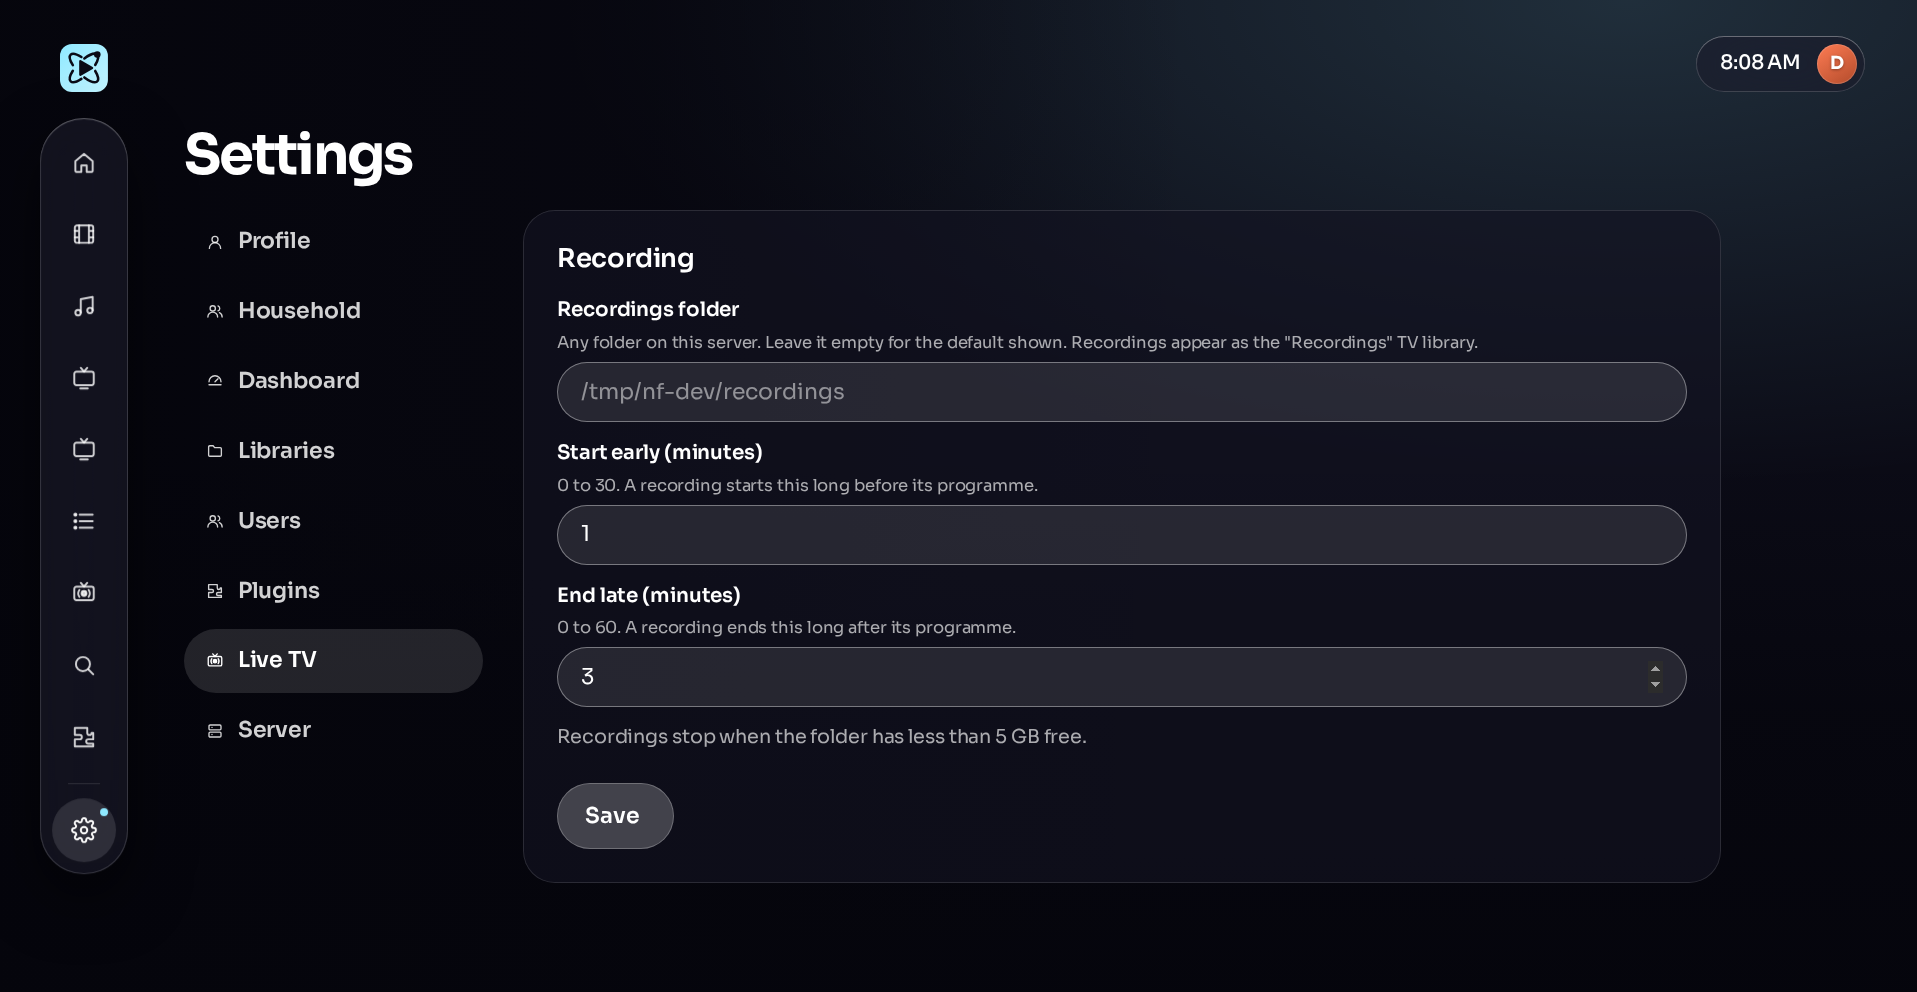 8:08 AM
D
Settings
Profile
Household
Dashboard
Libraries
Users
Plugins
Live TV
Server
Recording
Recordings folder
Any folder on this server. Leave it empty for the default shown. Recordings appear as the "Recordings" TV library.
/tmp/nf-dev/recordings
Start early (minutes)
0 to 30. A recording starts this long before its programme.
1
End late (minutes)
0 to 60. A recording ends this long after its programme.
3
Recordings stop when the folder has less than 5 GB free.
Save